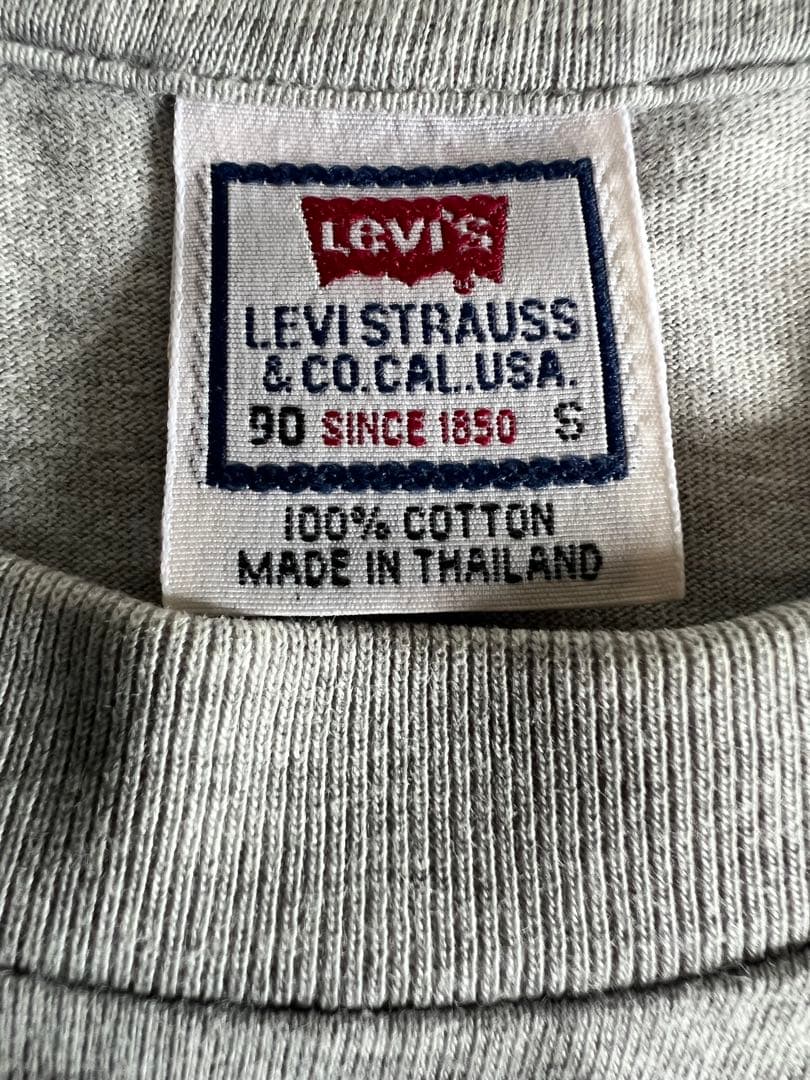 Levi's
LEVI STRAUSS
& CO.CAL.USA.
90 SINCE 1850 S
100% COTTON
MADE IN THAILAND